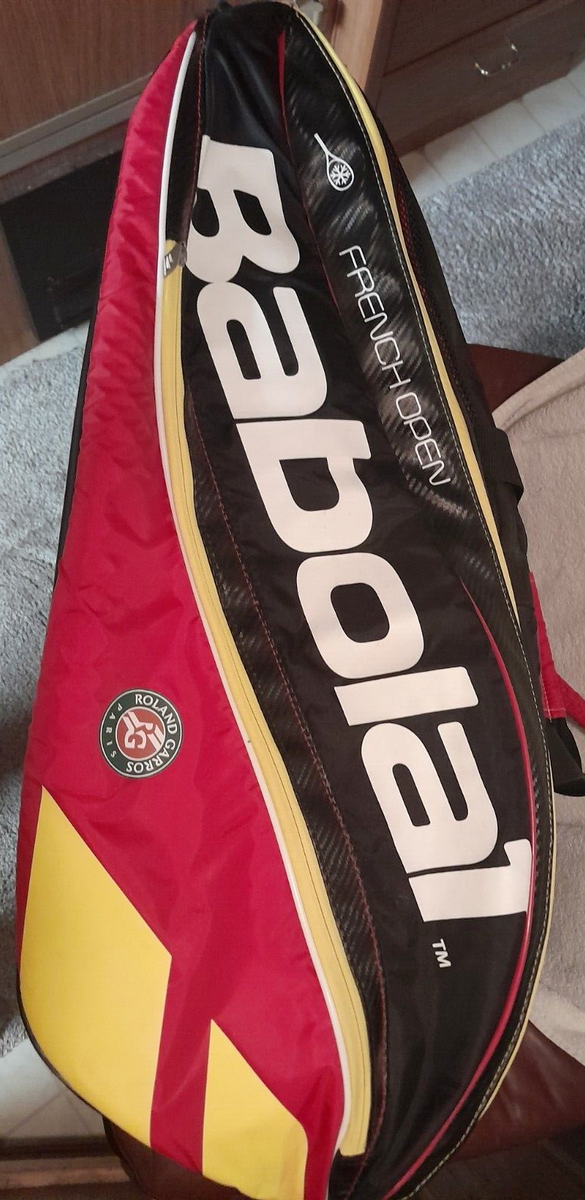 Babolat
TM
FRENCH OPEN
ROLAND GARROS
PARIS
RG